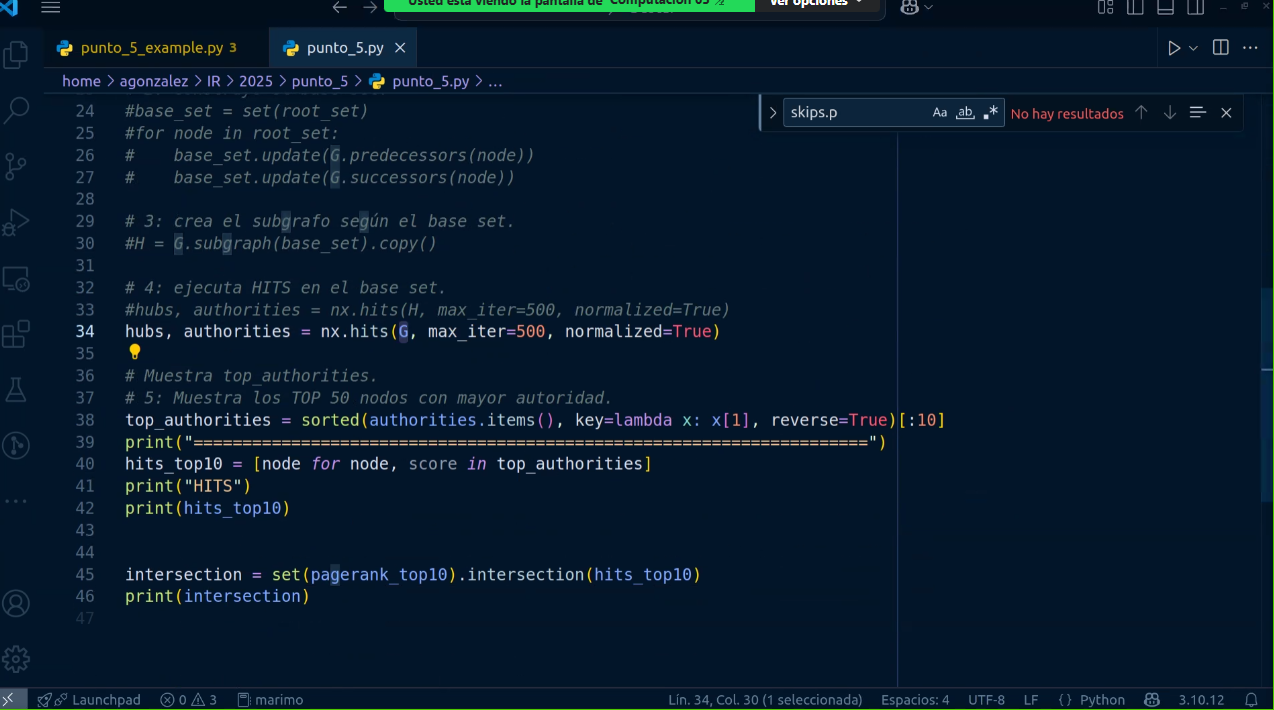 Usted está viendo la pantalla de Computación 05
Ver opciones
punto_5_example.py 3
punto_5.py
home > agonzalez > IR > 2025 > punto_5 > punto_5.py > ...
skips.p
Aa
ab
No hay resultados
24 #base_set = set(root_set)
25 #for node in root_set:
26 #    base_set.update(G.predecessors(node))
27 #    base_set.update(G.successors(node))
28
29 # 3: crea el subgrafo según el base set.
30 #H = G.subgraph(base_set).copy()
31
32 # 4: ejecuta HITS en el base set.
33 #hubs, authorities = nx.hits(H, max_iter=500, normalized=True)
34 hubs, authorities = nx.hits(G, max_iter=500, normalized=True)
35
36 # Muestra top_authorities.
37 # 5: Muestra los TOP 50 nodos con mayor autoridad.
38 top_authorities = sorted(authorities.items(), key=lambda x: x[1], reverse=True)[:10]
39 print("=====================================================================")
40 hits_top10 = [node for node, score in top_authorities]
41 print("HITS")
42 print(hits_top10)
43
44
45 intersection = set(pagerank_top10).intersection(hits_top10)
46 print(intersection)
47
Launchpad 0 3 marimo Lín. 34, Col. 30 (1 seleccionada) Espacios: 4 UTF-8 LF {} Python 3.10.12